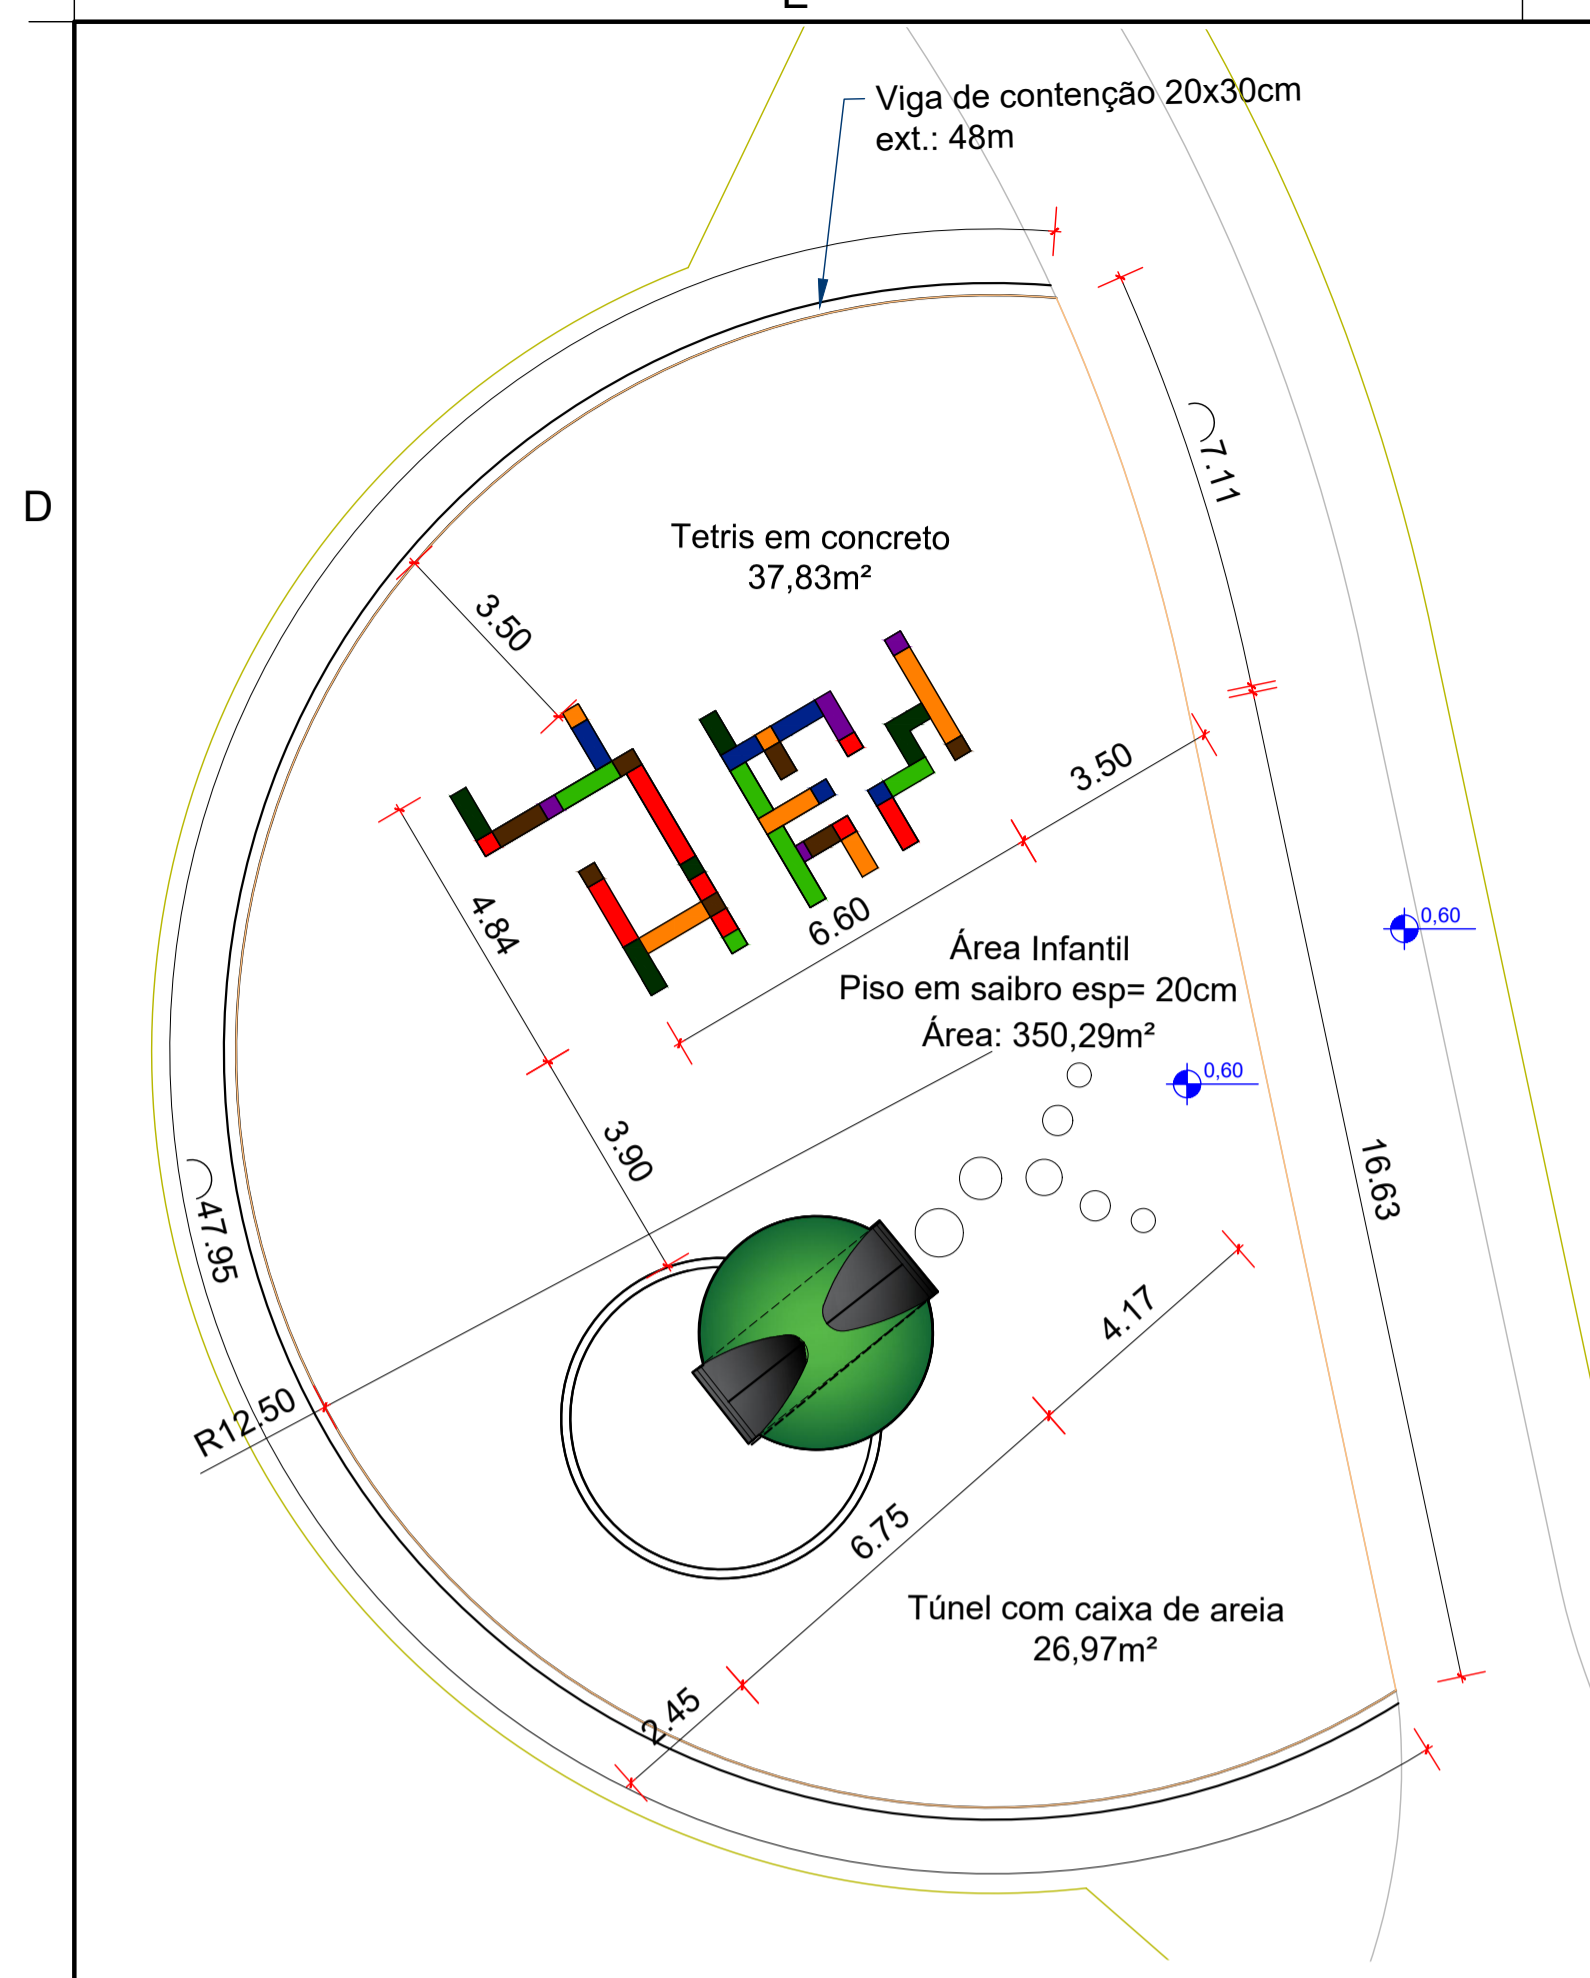 Viga de contenção 20x30cm
ext.: 48m
D
7.11
Tetris em concreto
37,83m²
3.50
3.50
4.84
6.60
0,60
Área Infantil
Piso em saibro esp= 20cm
Área: 350,29m²
0,60
3.90
16.63
47.95
4.17
R12.50
6.75
Túnel com caixa de areia
26,97m²
2.45